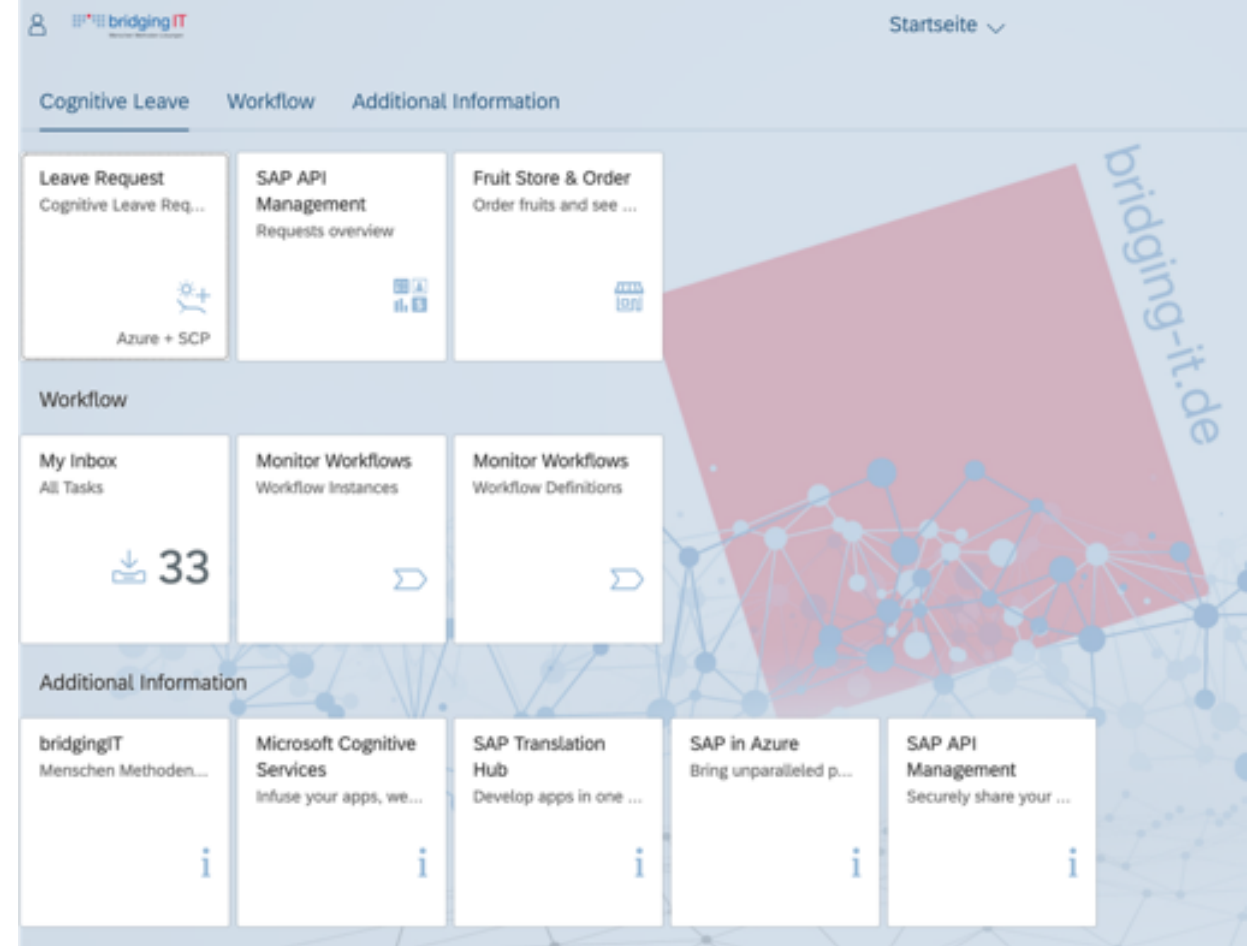 bridgingIT
Startseite
Cognitive Leave Workflow Additional Information
Leave Request
Cognitive Leave Req...
Azure + SCP
SAP API
Management
Requests overview
Fruit Store & Order
Order fruits and see ...
bridging-it.de
Workflow
My Inbox
All Tasks
33
Monitor Workflows
Workflow Instances
Monitor Workflows
Workflow Definitions
Additional Information
bridgingIT
Menschen Methoden...
Microsoft Cognitive
Services
Infuse your apps, we...
SAP Translation
Hub
Develop apps in one ...
SAP in Azure
Bring unparalleled p...
SAP API
Management
Securely share your ...